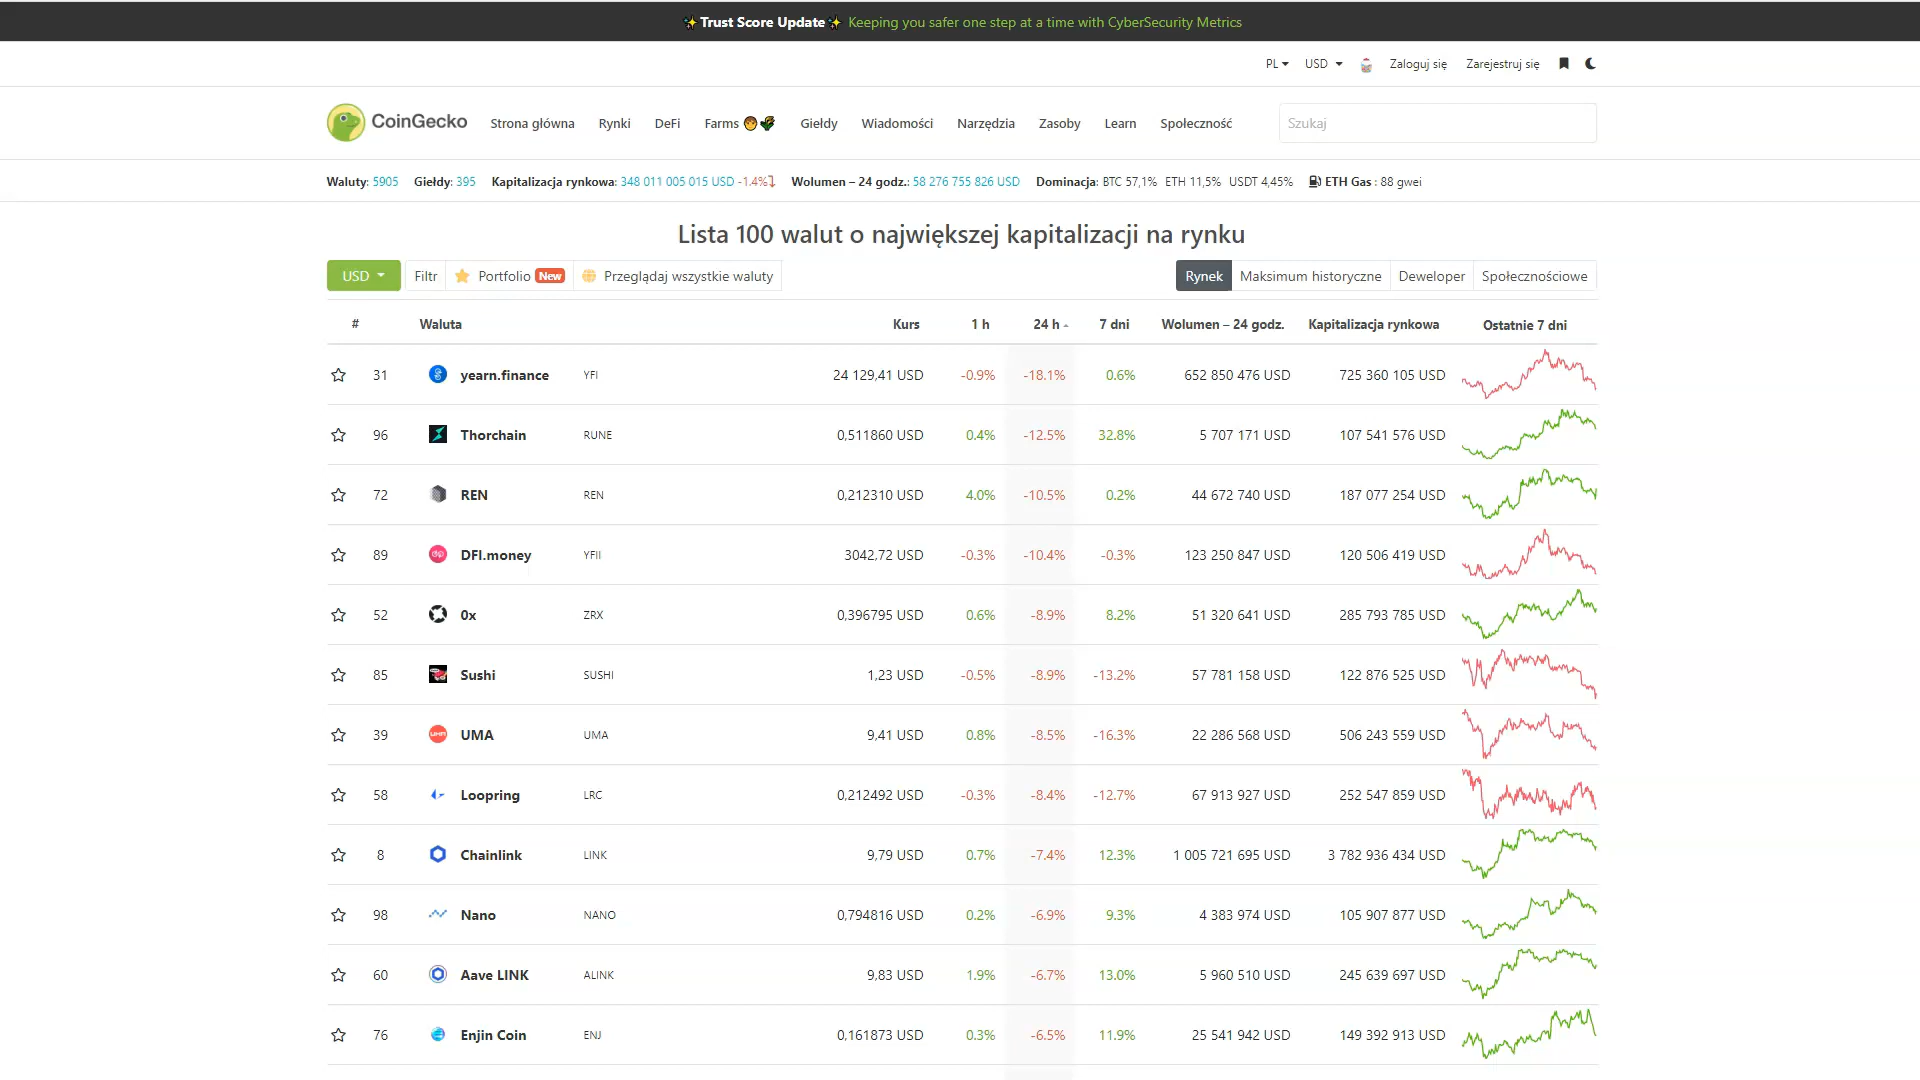 ✨ Trust Score Update ✨ Keeping you safer one step at a time with CyberSecurity Metrics
PL USD Zaloguj się Zarejestruj się
CoinGecko Strona główna Rynki DeFi Farms Giełdy Wiadomości Narzędzia Zasoby Learn Społeczność Szukaj
Waluty: 5905 Giełdy: 395 Kapitalizacja rynkowa: 348 011 005 015 USD -1.4% Wolumen – 24 godz.: 58 276 755 826 USD Dominacja: BTC 57,1% ETH 11,5% USDT 4,45% ETH Gas : 88 gwei
Lista 100 walut o największej kapitalizacji na rynku
USD Filtr Portfolio New Przeglądaj wszystkie waluty Rynek Maksimum historyczne Deweloper Społecznościowe
# Waluta Kurs 1 h 24 h 7 dni Wolumen – 24 godz. Kapitalizacja rynkowa Ostatnie 7 dni
31 yearn.finance YFI 24 129,41 USD -0.9% -18.1% 0.6% 652 850 476 USD 725 360 105 USD
96 Thorchain RUNE 0,511860 USD 0.4% -12.5% 32.8% 5 707 171 USD 107 541 576 USD
72 REN REN 0,212310 USD 4.0% -10.5% 0.2% 44 672 740 USD 187 077 254 USD
89 DFI.money YFII 3042,72 USD -0.3% -10.4% -0.3% 123 250 847 USD 120 506 419 USD
52 0x ZRX 0,396795 USD 0.6% -8.9% 8.2% 51 320 641 USD 285 793 785 USD
85 Sushi SUSHI 1,23 USD -0.5% -8.9% -13.2% 57 781 158 USD 122 876 525 USD
39 UMA UMA 9,41 USD 0.8% -8.5% -16.3% 22 286 568 USD 506 243 559 USD
58 Loopring LRC 0,212492 USD -0.3% -8.4% -12.7% 67 913 927 USD 252 547 859 USD
8 Chainlink LINK 9,79 USD 0.7% -7.4% 12.3% 1 005 721 695 USD 3 782 936 434 USD
98 Nano NANO 0,794816 USD 0.2% -6.9% 9.3% 4 383 974 USD 105 907 877 USD
60 Aave LINK ALINK 9,83 USD 1.9% -6.7% 13.0% 5 960 510 USD 245 639 697 USD
76 Enjin Coin ENJ 0,161873 USD 0.3% -6.5% 11.9% 25 541 942 USD 149 392 913 USD